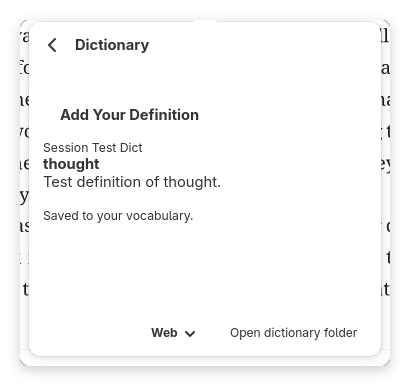 Dictionary
Add Your Definition
Session Test Dict
thought
Test definition of thought.
Saved to your vocabulary.
Web
Open dictionary folder